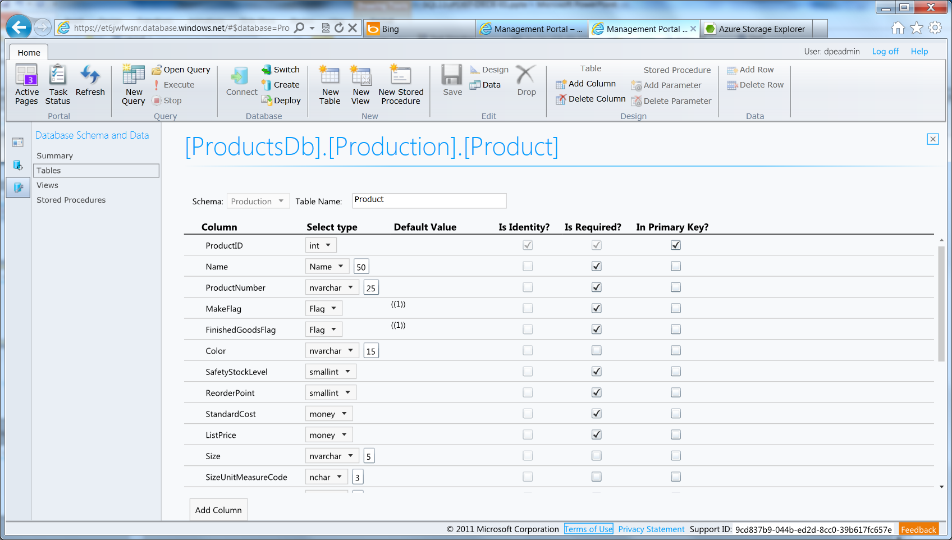 https://et6jwfwsnr.database.windows.net/#$database=Pro
Bing
Management Portal – ...
Management Portal ...
Azure Storage Explorer
Home
User: dpeadmin Log off Help
Active Pages
3
Task Status
Refresh
Portal
New Query
Open Query
Execute
Stop
Query
Connect
Switch
Create
Deploy
Database
New Table
New View
New Stored Procedure
New
Save
Design
Data
Drop
Edit
Table
Add Column
Delete Column
Stored Procedure
Add Parameter
Delete Parameter
Design
Add Row
Delete Row
Data
Database Schema and Data
Summary
Tables
Views
Stored Procedures
[ProductsDb].[Production].[Product]
Schema: Production Table Name: Product
Column Select type Default Value Is Identity? Is Required? In Primary Key?
ProductID int
Name Name 50
ProductNumber nvarchar 25
MakeFlag Flag ((1))
FinishedGoodsFlag Flag ((1))
Color nvarchar 15
SafetyStockLevel smallint
ReorderPoint smallint
StandardCost money
ListPrice money
Size nvarchar 5
SizeUnitMeasureCode nchar 3
Add Column
© 2011 Microsoft Corporation Terms of Use Privacy Statement Support ID: 9cd837b9-044b-ed2d-8cc0-39b617fc657e Feedback